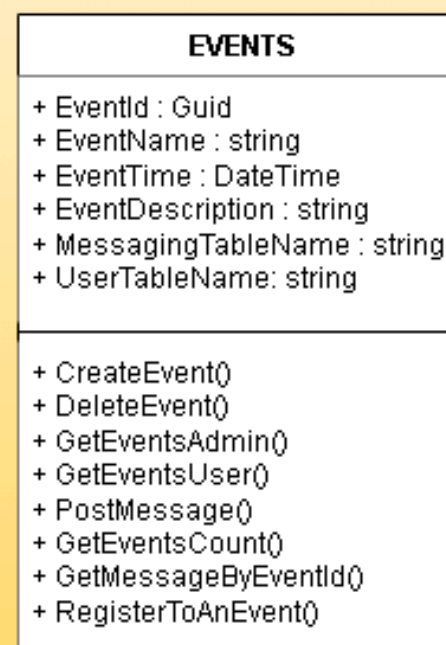 EVENTS
+ EventId : Guid
+ EventName : string
+ EventTime : DateTime
+ EventDescription : string
+ MessagingTableName : string
+ UserTableName: string
+ CreateEvent()
+ DeleteEvent()
+ GetEventsAdmin()
+ GetEventsUser()
+ PostMessage()
+ GetEventsCount()
+ GetMessageByEventId()
+ RegisterToAnEvent()